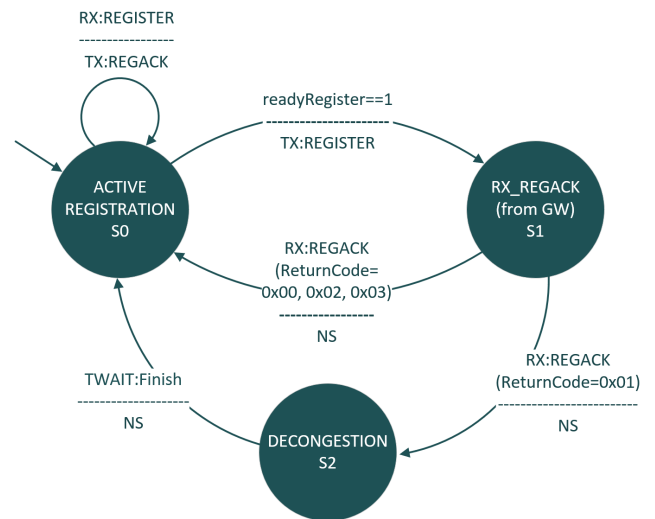 RX:REGISTER
-----------------
TX:REGACK
readyRegister==1
----------------------
TX:REGISTER
ACTIVE
REGISTRATION
S0
RX_REGACK
(from GW)
S1
RX:REGACK
(ReturnCode=
0x00, 0x02, 0x03)
-----------------
NS
RX:REGACK
(ReturnCode=0x01)
-------------------------
NS
TWAIT:Finish
--------------------
NS
DECONGESTION
S2